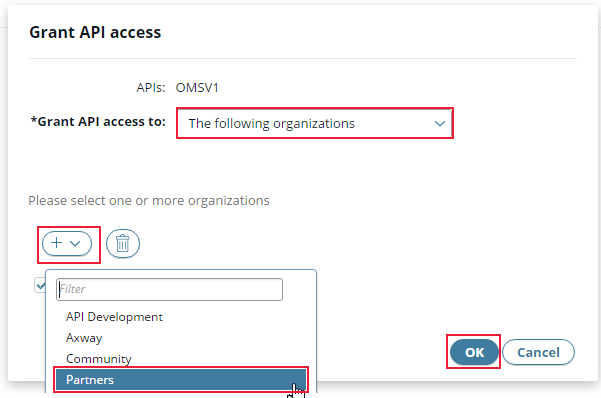 Grant API access
APIs: OMSV1
*Grant API access to: The following organizations
Please select one or more organizations
Filter
API Development
Axway
Community
Partners
OK
Cancel